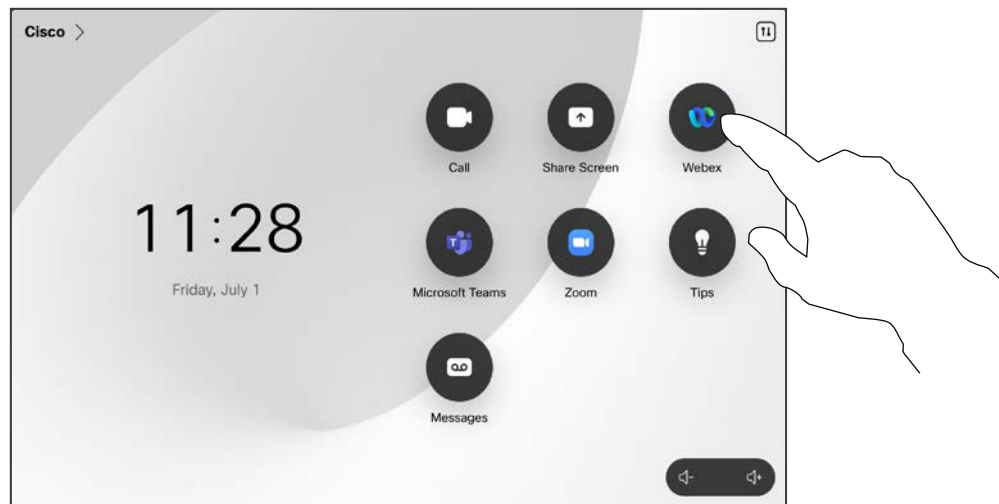 Cisco
Call
Share Screen
Webex
11:28
Friday, July 1
Microsoft Teams
Zoom
Tips
Messages